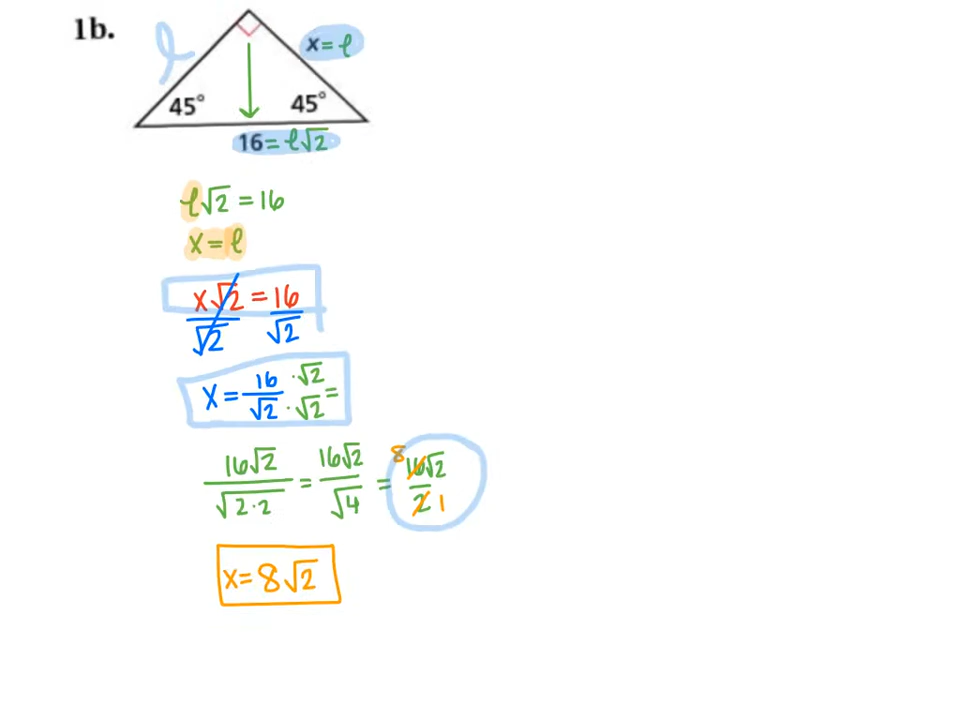 1b.
ℓ
x = ℓ
45° 45°
16 = ℓ√2
ℓ√2 = 16
x = ℓ
x√2 = 16
√2 √2
x = 16/√2 · √2/· √2 =
16√2/√(2·2) = 16√2/√4 = 8 16√2/2 1
x = 8√2